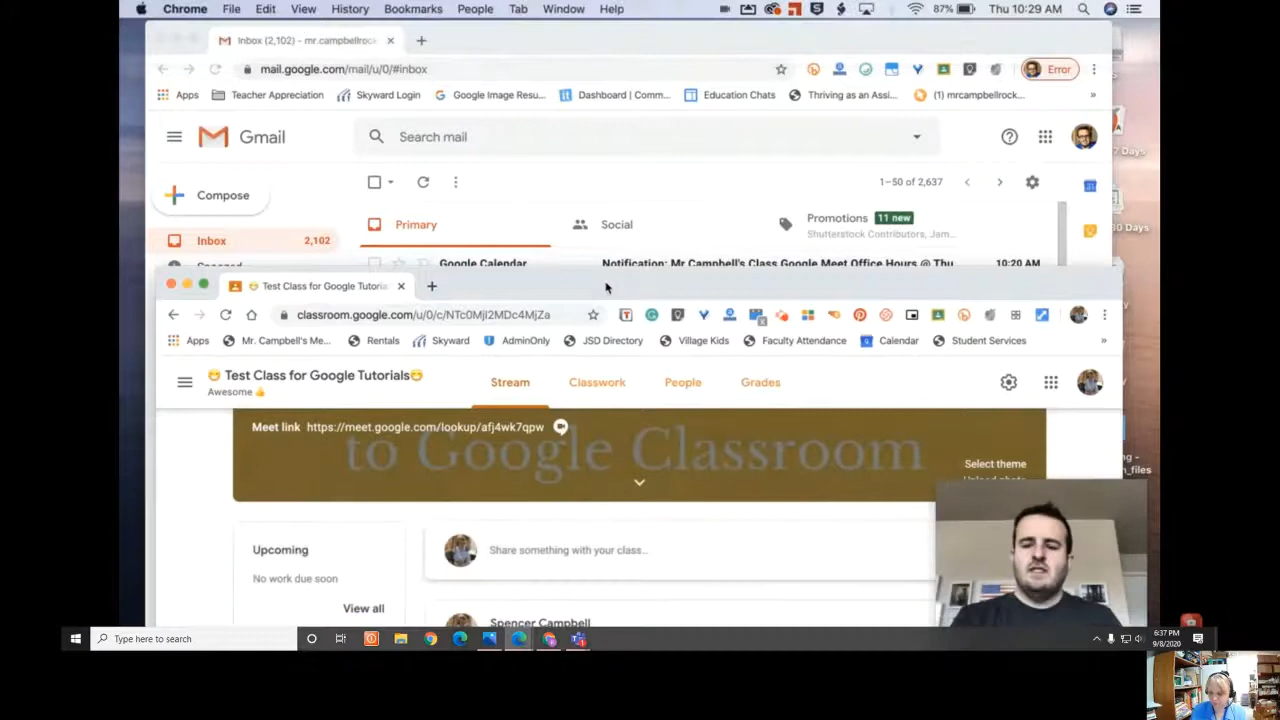 Chrome File Edit View History Bookmarks People Tab Window Help 87% Thu 10:29 AM
Inbox (2,102) - mr.campbellroc
mail.google.com/mail/u/0/#inbox Error
Apps Teacher Appreciation Skyward Login Google Image Resu... Dashboard | Comm... Education Chats Thriving as an Assi... (1) mrcampbellrock... »
Gmail Search mail
7 Days
Compose 1–50 of 2,637
Primary Social Promotions 11 new
Shutterstock Contributors, Jam...
Inbox 2,102
Google Calendar Notification: Mr Campbell's Class Google Meet Office Hours @ Thu 10:20 AM
Test Class for Google Tutoria
classroom.google.com/u/0/c/NTc0MjI2MDc4MjZa
Apps Mr. Campbell's Me... Rentals Skyward AdminOnly JSD Directory Village Kids Faculty Attendance Calendar Student Services »
😁 Test Class for Google Tutorials😁 Stream Classwork People Grades
Awesome 👍
Meet link https://meet.google.com/lookup/afj4wk7qpw
to Google Classroom
Select theme
Upload photo
Upcoming
Share something with your class...
No work due soon
View all
Spencer Campbell
Type here to search 6:37 PM
9/8/2020